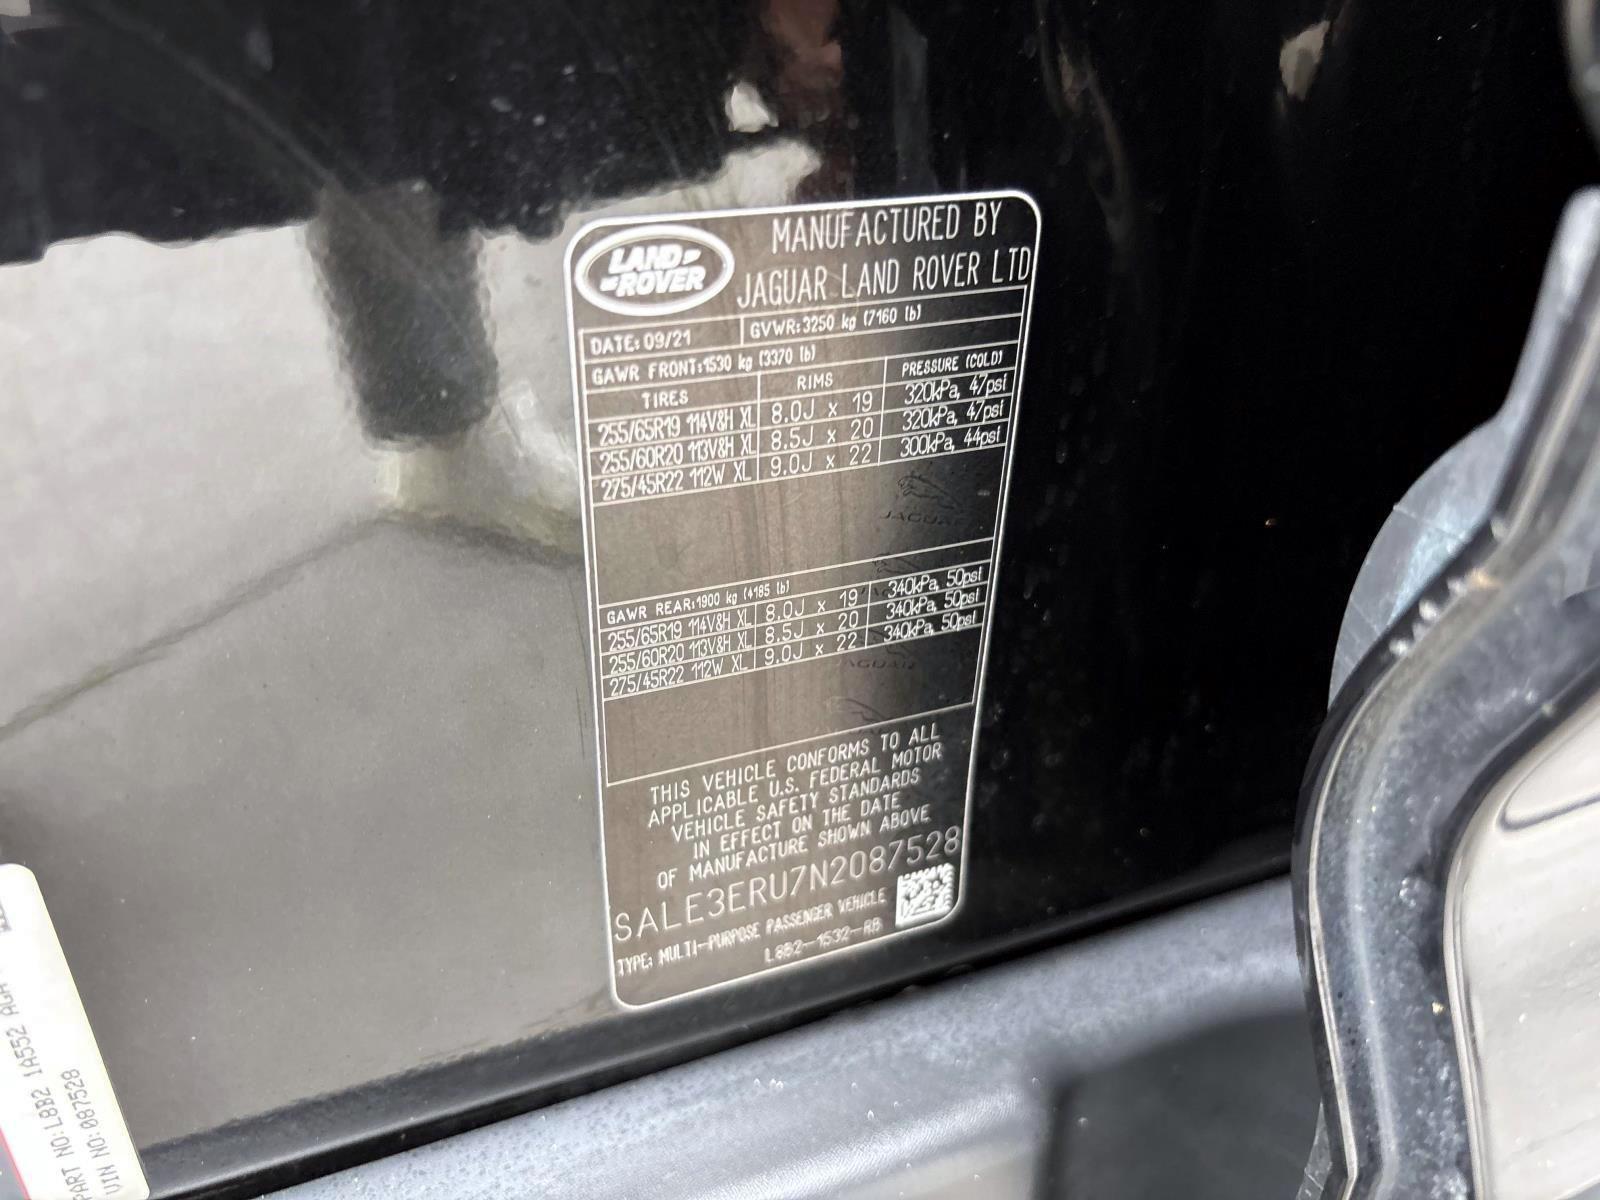 LAND
ROVER
MANUFACTURED BY
JAGUAR LAND ROVER LTD
DATE: 09/21 GVWR: 3250 kg (7160 lb)
GAWR FRONT: 1530 kg (3370 lb)
TIRES RIMS PRESSURE (COLD)
255/65R19 114V&H XL 8.0J x 19 320kPa, 47psi
255/60R20 113V&H XL 8.5J x 20 320kPa, 47psi
275/45R22 112W XL 9.0J x 22 300kPa, 44psi
JAGUAR
GAWR REAR: 1900 kg (4185 lb)
255/65R19 114V&H XL 8.0J x 19 340kPa, 50psi
255/60R20 113V&H XL 8.5J x 20 340kPa, 50psi
275/45R22 112W XL 9.0J x 22 340kPa, 50psi
JAGUAR
THIS VEHICLE CONFORMS TO ALL
APPLICABLE U.S. FEDERAL MOTOR
VEHICLE SAFETY STANDARDS
IN EFFECT ON THE DATE
OF MANUFACTURE SHOWN ABOVE
SALE3ERU7N2087528
TYPE: MULTI-PURPOSE PASSENGER VEHICLE
L8B2-1532-RB
PART NO: L8B2 1A552
VIN NO: 087528